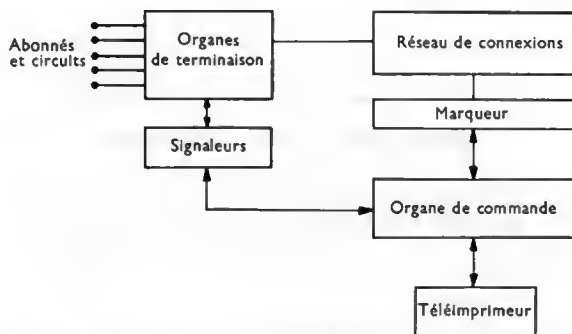 Abonnés
et circuits
Organes
de terminaison
Réseau de connexions
Marqueur
Signaleurs
Organe de commande
Téléimprimeur